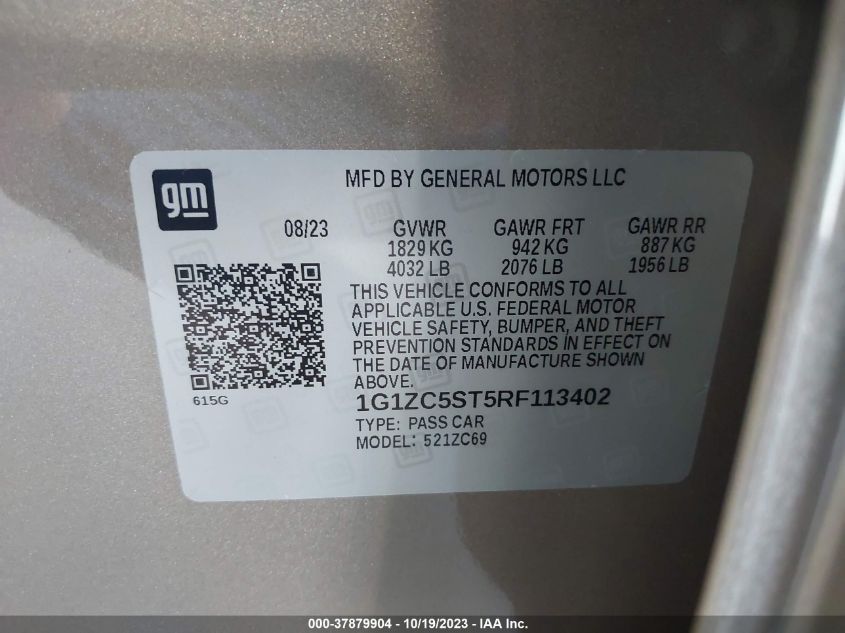 gm
MFD BY GENERAL MOTORS LLC
08/23 GVWR GAWR FRT GAWR RR
1829 KG 942 KG 887 KG
4032 LB 2076 LB 1956 LB
THIS VEHICLE CONFORMS TO ALL
APPLICABLE U.S. FEDERAL MOTOR
VEHICLE SAFETY, BUMPER, AND THEFT
PREVENTION STANDARDS IN EFFECT ON
THE DATE OF MANUFACTURE SHOWN
ABOVE.
615G
1G1ZC5ST5RF113402
TYPE: PASS CAR
MODEL: 521ZC69
000-37879904 - 10/19/2023 - IAA Inc.